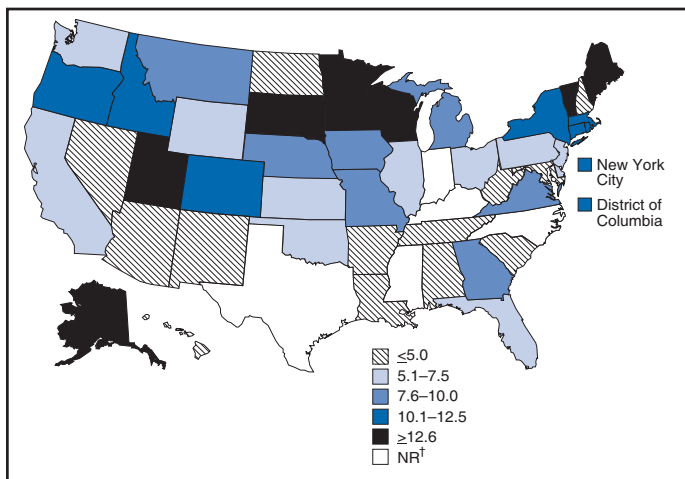 New York
City
District of
Columbia
≤5.0
5.1–7.5
7.6–10.0
10.1–12.5
≥12.6
NR†